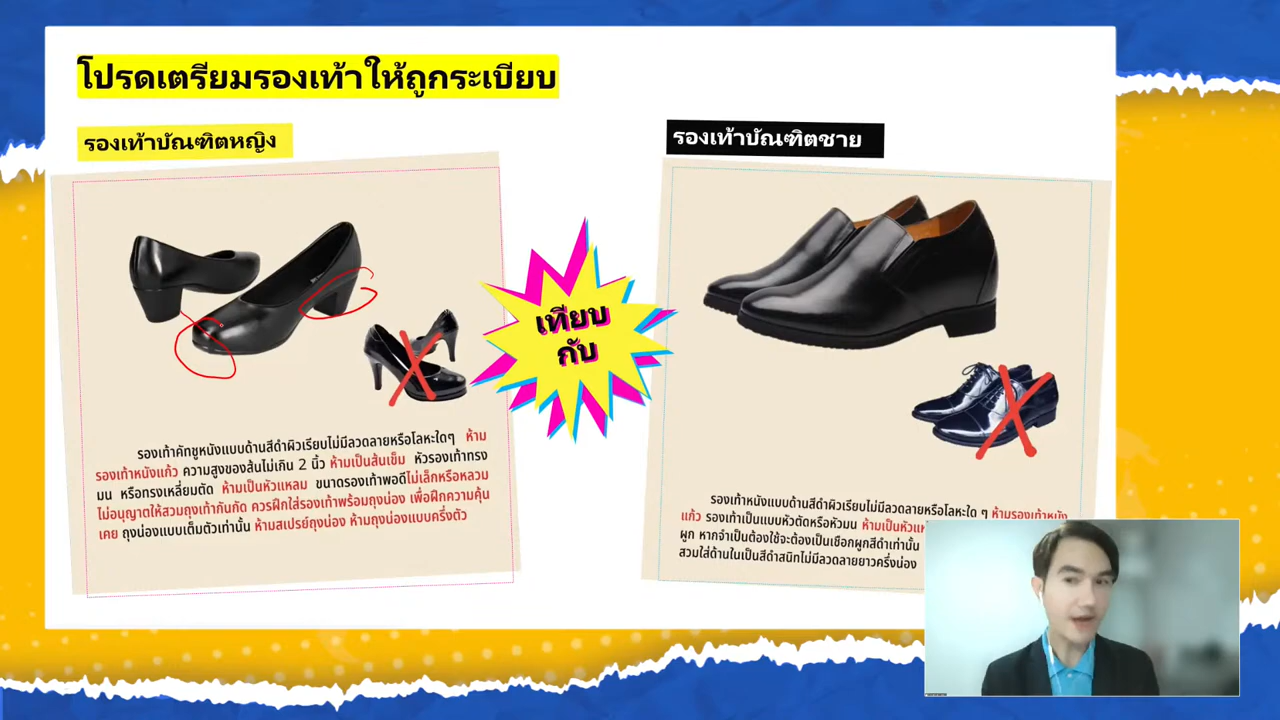 โปรดเตรียมรองเท้าให้ถูกระเบียบ
รองเท้าบัณฑิตหญิง
รองเท้าคัทชูหนังแบบด้านสีดำผิวเรียบไม่มีลวดลายหรือโลหะใดๆ ห้าม
รองเท้าหนังแก้ว ความสูงของส้นไม่เกิน 2 นิ้ว ห้ามเป็นส้นเข็ม หัวรองเท้าทรง
มน หรือทรงเหลี่ยมตัด ห้ามเป็นหัวแหลม ขนาดรองเท้าพอดีไม่เล็กหรือหลวม
ไม่อนุญาตให้สวมถุงเท้ากันกัด ควรฝึกใส่รองเท้าพร้อมถุงน่อง เพื่อฝึกความคุ้น
เคย ถุงน่องแบบเต็มตัวเท่านั้น ห้ามสเปรย์ถุงน่อง ห้ามถุงน่องแบบครึ่งตัว
เทียบ
กับ
รองเท้าบัณฑิตชาย
รองเท้าหนังแบบด้านสีดำผิวเรียบไม่มีลวดลายหรือโลหะใด ๆ ห้ามรองเท้าหนัง
แก้ว รองเท้าเป็นแบบหัวตัดหรือหัวมน ห้ามเป็นหัวแ
ผูก หากจำเป็นต้องใช้จะต้องเป็นเชือกผูกสีดำเท่านั้น
สวมใส่ด้านในเป็นสีดำสนิทไม่มีลวดลายยาวครึ่งน่อง